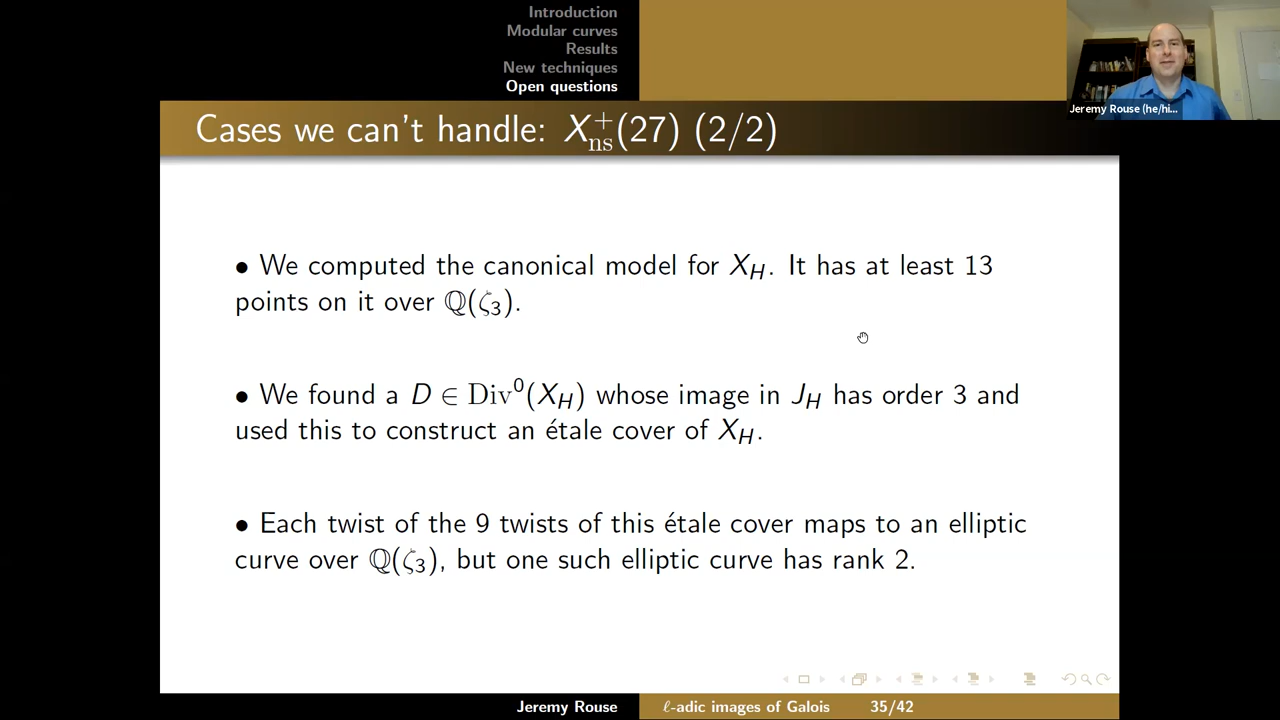 Introduction
Modular curves
Results
New techniques
Open questions
Jeremy Rouse (he/hi...
Cases we can't handle: X⁺ₙₛ(27) (2/2)
• We computed the canonical model for X_H. It has at least 13
points on it over ℚ(ζ₃).
• We found a D ∈ Div⁰(X_H) whose image in J_H has order 3 and
used this to construct an étale cover of X_H.
• Each twist of the 9 twists of this étale cover maps to an elliptic
curve over ℚ(ζ₃), but one such elliptic curve has rank 2.
Jeremy Rouse ℓ-adic images of Galois 35/42